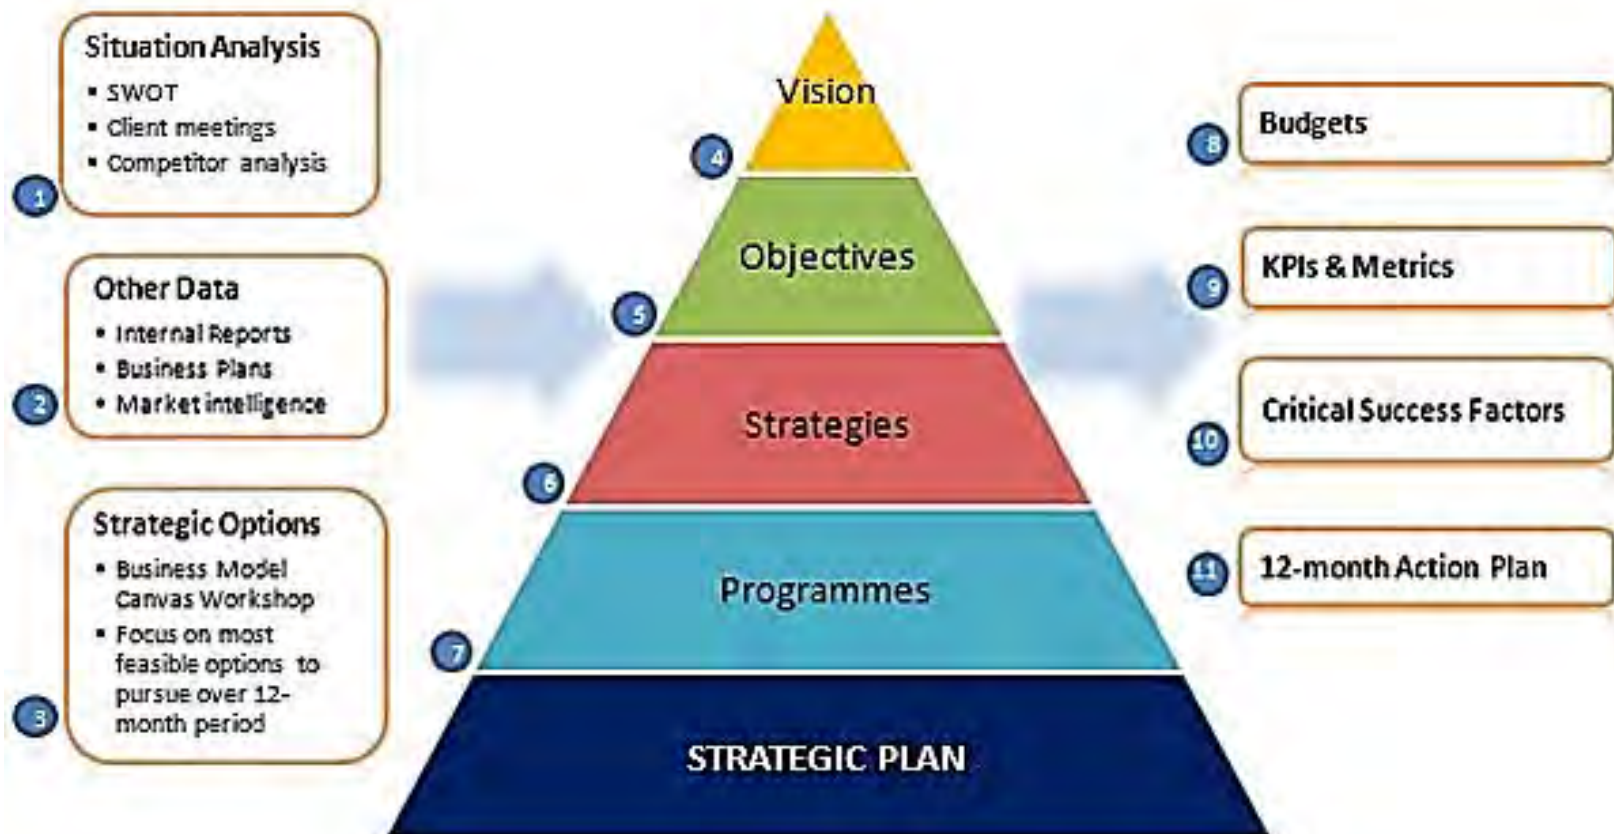 Situation Analysis
▪ SWOT
▪ Client meetings
▪ Competitor analysis
1
Other Data
▪ Internal Reports
▪ Business Plans
▪ Market intelligence
2
Strategic Options
▪ Business Model
Canvas Workshop
▪ Focus on most
feasible options to
pursue over 12-
month period
3
Vision
4
Objectives
5
Strategies
6
Programmes
7
STRATEGIC PLAN
Budgets
8
KPIs & Metrics
9
Critical Success Factors
10
12-month Action Plan
11